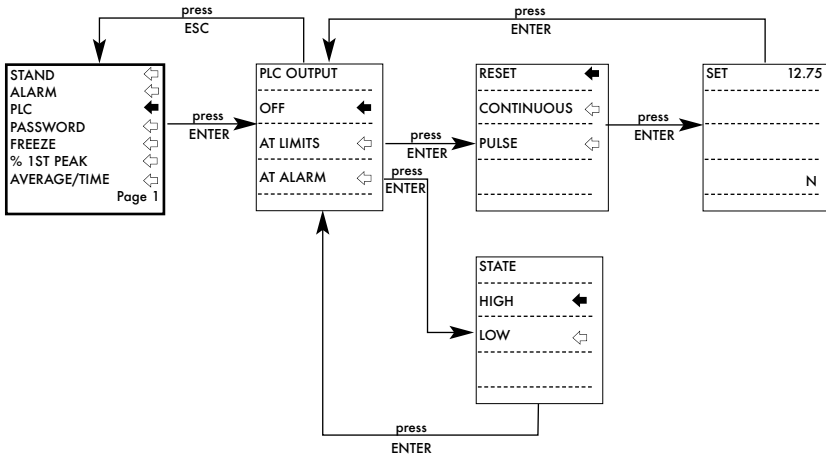 press
ESC
press
ENTER
STAND
ALARM
PLC
PASSWORD
FREEZE
% 1ST PEAK
AVERAGE/TIME
Page 1
press
ENTER
PLC OUTPUT
OFF
AT LIMITS
AT ALARM
press
ENTER
press
ENTER
RESET
CONTINUOUS
PULSE
press
ENTER
SET 12.75
N
STATE
HIGH
LOW
press
ENTER